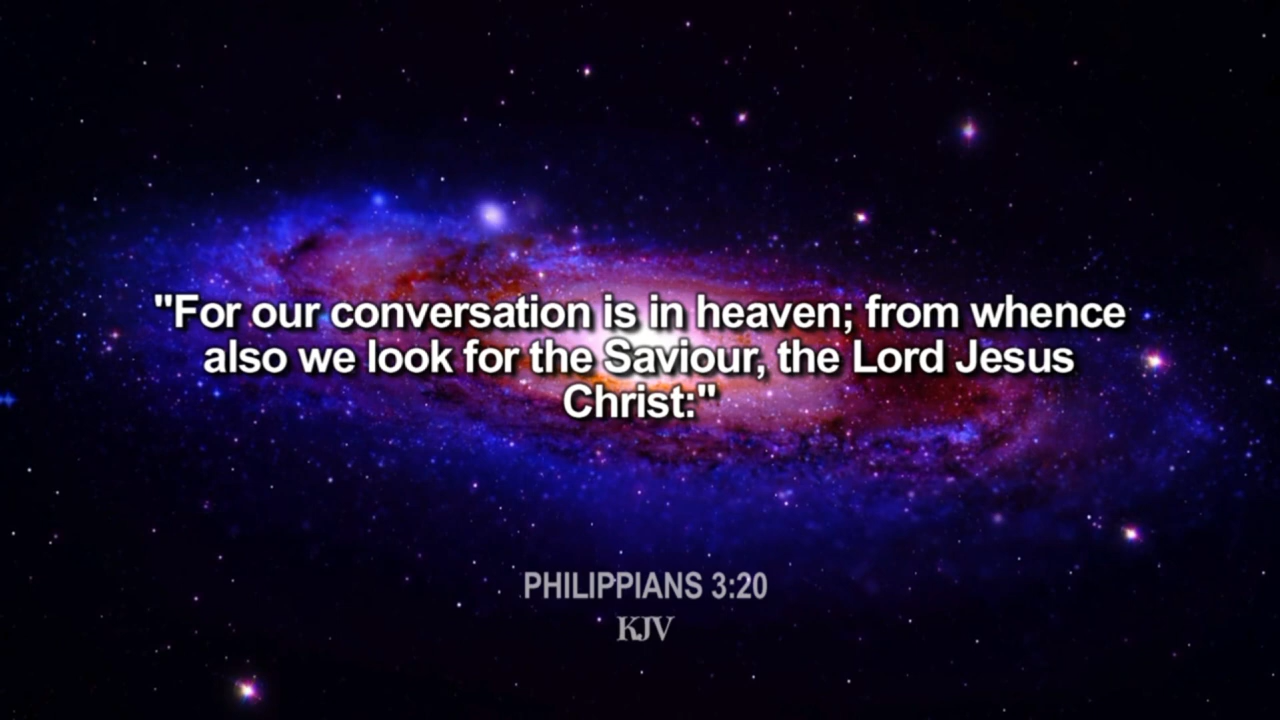 "For our conversation is in heaven; from whence
also we look for the Saviour, the Lord Jesus
Christ:"
PHILIPPIANS 3:20
KJV